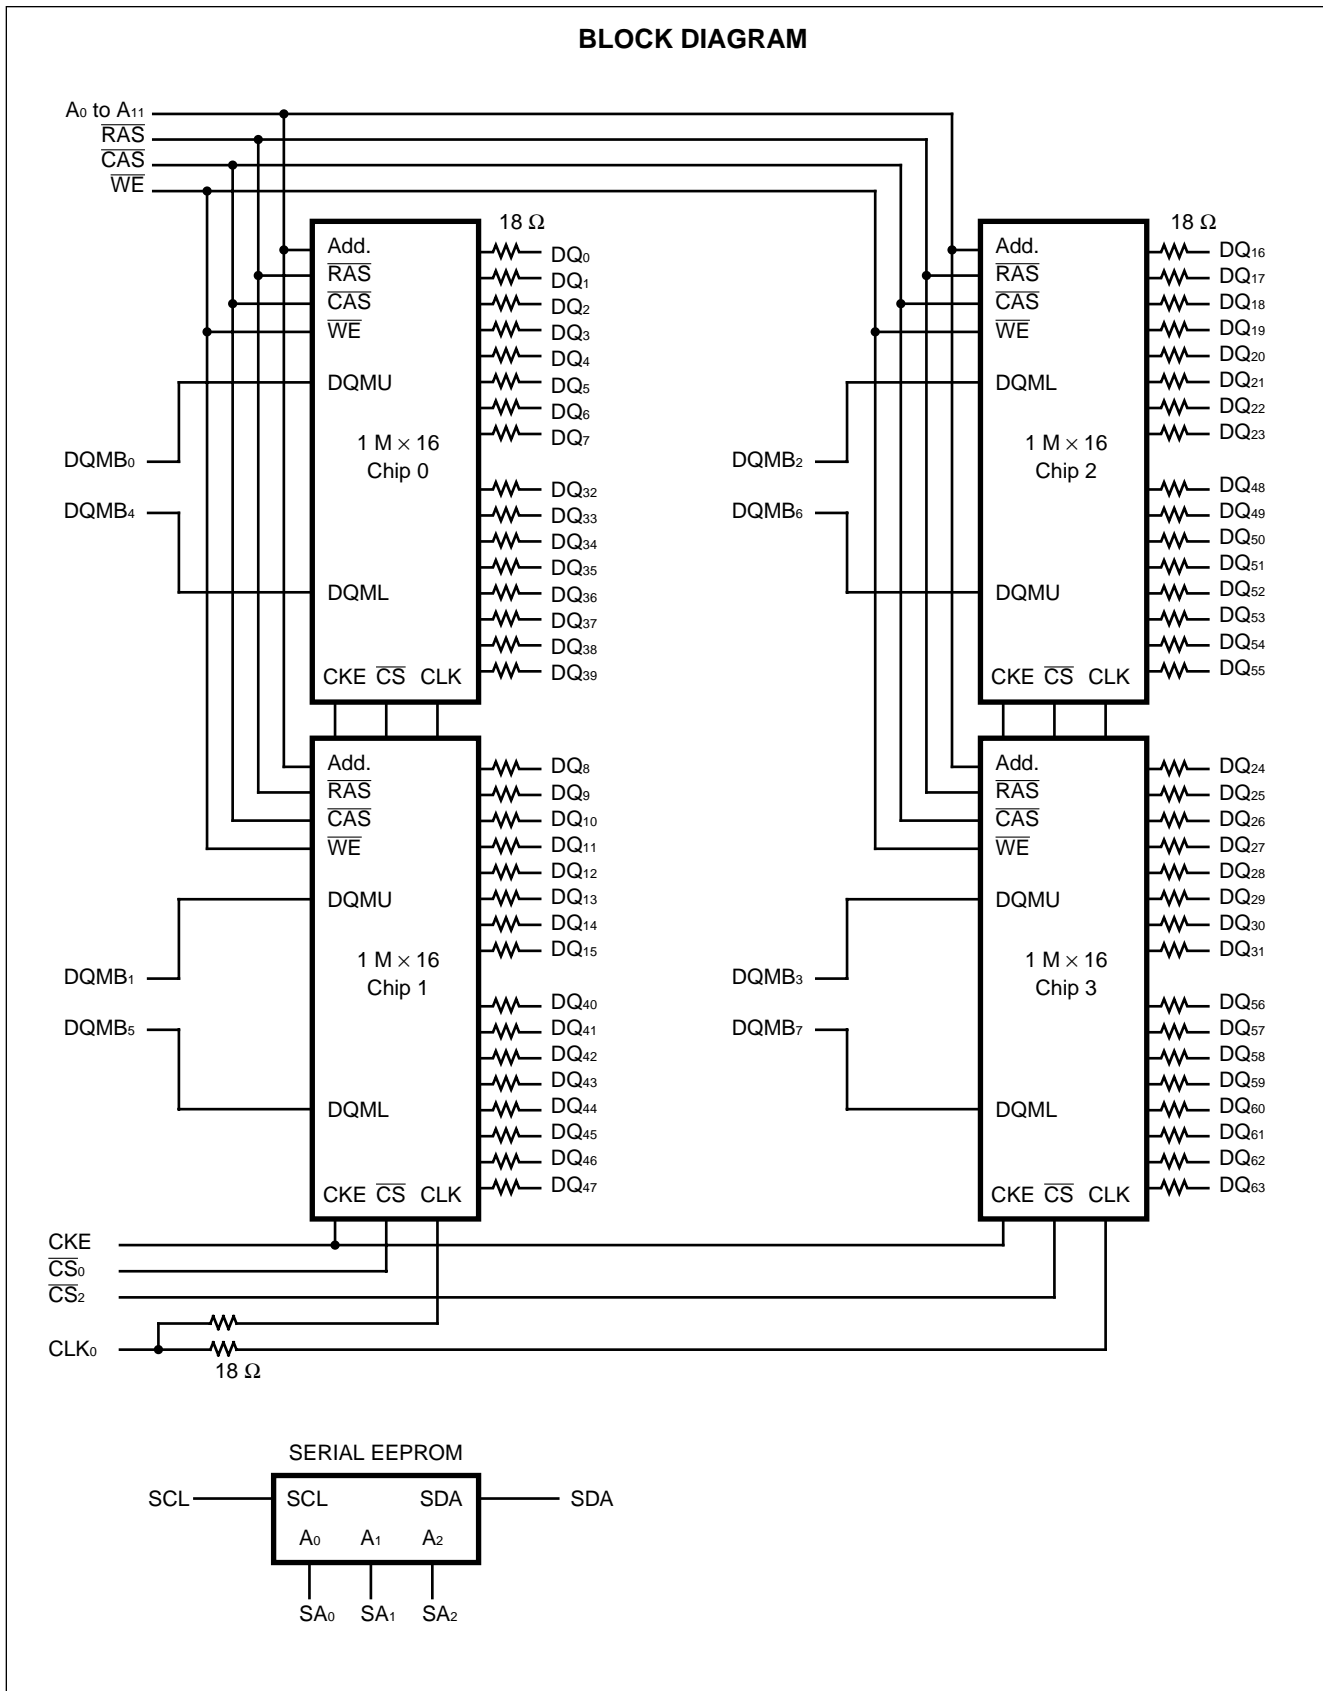 BLOCK DIAGRAM
A0 to A11
RAS
CAS
WE
18 Ω
Add.
RAS
CAS
WE
DQMU
1 M × 16
Chip 0
DQML
CKE CS CLK
DQMB0
DQMB4
DQ0
DQ1
DQ2
DQ3
DQ4
DQ5
DQ6
DQ7
DQ32
DQ33
DQ34
DQ35
DQ36
DQ37
DQ38
DQ39
18 Ω
Add.
RAS
CAS
WE
DQML
1 M × 16
Chip 2
DQMU
CKE CS CLK
DQMB2
DQMB6
DQ16
DQ17
DQ18
DQ19
DQ20
DQ21
DQ22
DQ23
DQ48
DQ49
DQ50
DQ51
DQ52
DQ53
DQ54
DQ55
Add.
RAS
CAS
WE
DQMU
1 M × 16
Chip 1
DQML
CKE CS CLK
DQMB1
DQMB5
DQ8
DQ9
DQ10
DQ11
DQ12
DQ13
DQ14
DQ15
DQ40
DQ41
DQ42
DQ43
DQ44
DQ45
DQ46
DQ47
Add.
RAS
CAS
WE
DQMU
1 M × 16
Chip 3
DQML
CKE CS CLK
DQMB3
DQMB7
DQ24
DQ25
DQ26
DQ27
DQ28
DQ29
DQ30
DQ31
DQ56
DQ57
DQ58
DQ59
DQ60
DQ61
DQ62
DQ63
CKE
CS0
CS2
CLK0
18 Ω
SERIAL EEPROM
SCL
SCL SDA
SDA
A0 A1 A2
SA0 SA1 SA2